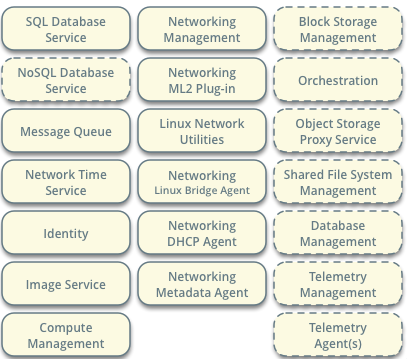 SQL Database
Service
Networking
Management
Block Storage
Management
NoSQL Database
Service
Networking
ML2 Plug-in
Orchestration
Message Queue
Linux Network
Utilities
Object Storage
Proxy Service
Network Time
Service
Networking
Linux Bridge Agent
Shared File System
Management
Identity
Networking
DHCP Agent
Database
Management
Image Service
Networking
Metadata Agent
Telemetry
Management
Compute
Management
Telemetry
Agent(s)